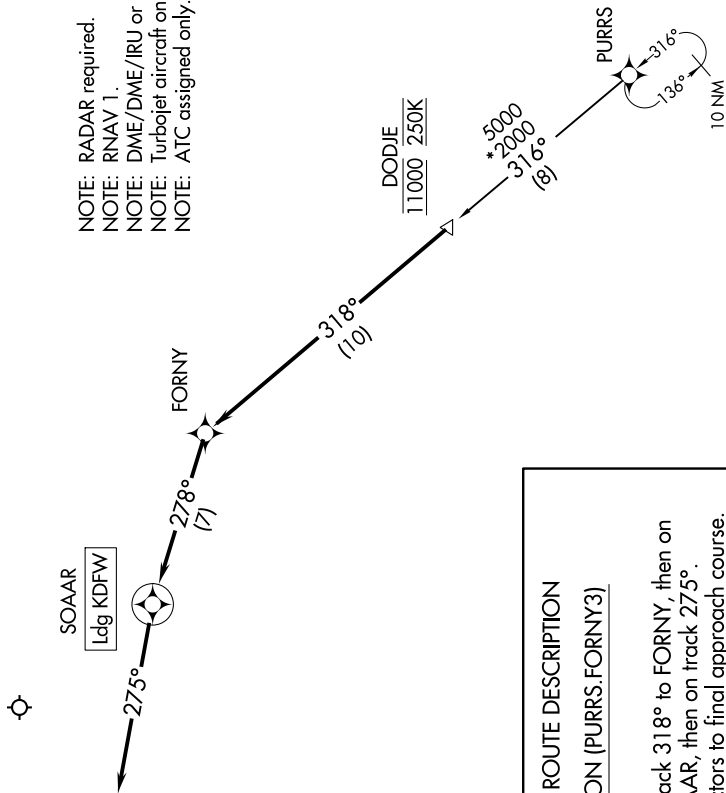 NOTE: RADAR required.
NOTE: RNAV 1.
NOTE: DME/DME/IRU or
NOTE: Turbojet aircraft on
NOTE: ATC assigned only.
PURRS
316°
136°
10 NM
DODJE
11000 250K
5000
*2000
316°
(8)
318°
(10)
FORNY
278°
(7)
SOAAR
Ldg KDFW
275°
ROUTE DESCRIPTION
ON (PURRS.FORNY3)
ack 318° to FORNY, then on
AR, then on track 275°.
ctors to final approach course.